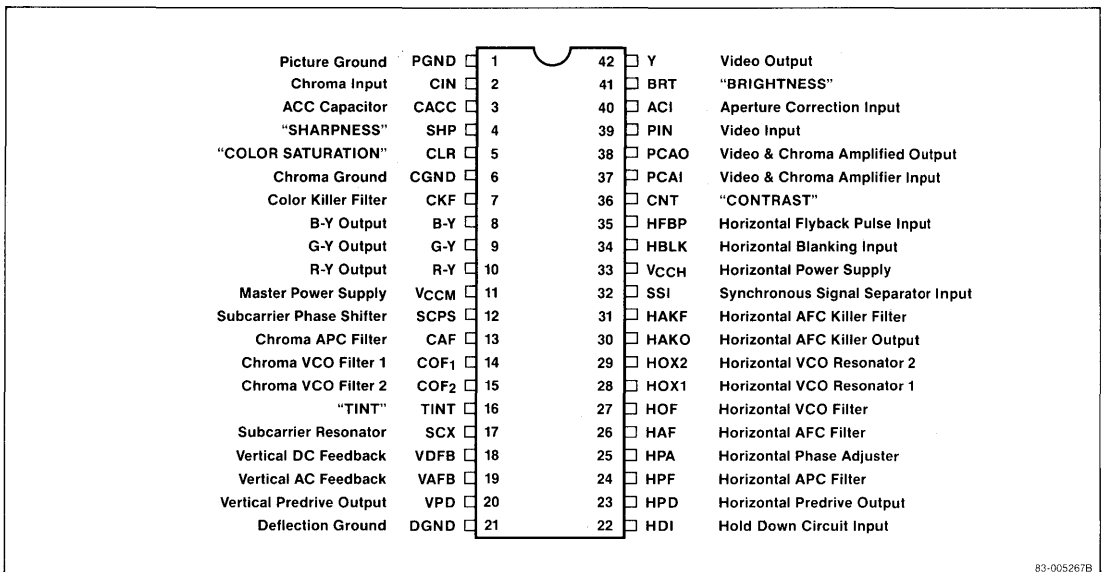 Picture Ground PGND 1 42 Y Video Output
Chroma Input CIN 2 41 BRT "BRIGHTNESS"
ACC Capacitor CACC 3 40 ACI Aperture Correction Input
"SHARPNESS" SHP 4 39 PIN Video Input
"COLOR SATURATION" CLR 5 38 PCAO Video & Chroma Amplified Output
Chroma Ground CGND 6 37 PCAI Video & Chroma Amplifier Input
Color Killer Filter CKF 7 36 CNT "CONTRAST"
B-Y Output B-Y 8 35 HFBP Horizontal Flyback Pulse Input
G-Y Output G-Y 9 34 HBLK Horizontal Blanking Input
R-Y Output R-Y 10 33 VCCH Horizontal Power Supply
Master Power Supply VCCM 11 32 SSI Synchronous Signal Separator Input
Subcarrier Phase Shifter SCPS 12 31 HAKF Horizontal AFC Killer Filter
Chroma APC Filter CAF 13 30 HAKO Horizontal AFC Killer Output
Chroma VCO Filter 1 COF1 14 29 HOX2 Horizontal VCO Resonator 2
Chroma VCO Filter 2 COF2 15 28 HOX1 Horizontal VCO Resonator 1
"TINT" TINT 16 27 HOF Horizontal VCO Filter
Subcarrier Resonator SCX 17 26 HAF Horizontal AFC Filter
Vertical DC Feedback VDFB 18 25 HPA Horizontal Phase Adjuster
Vertical AC Feedback VAFB 19 24 HPF Horizontal APC Filter
Vertical Predrive Output VPD 20 23 HPD Horizontal Predrive Output
Deflection Ground DGND 21 22 HDI Hold Down Circuit Input
83-005267B